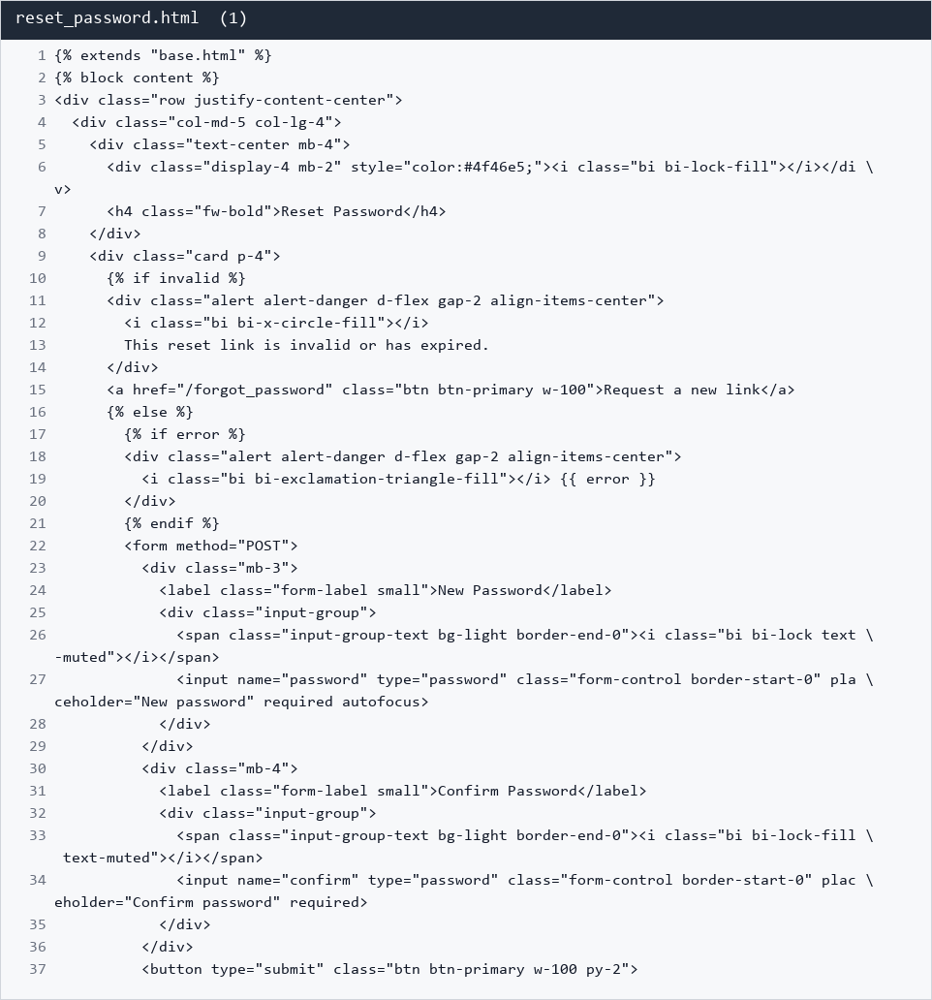 reset_password.html  (1)
1 {% extends "base.html" %}
2 {% block content %}
3 <div class="row justify-content-center">
4   <div class="col-md-5 col-lg-4">
5     <div class="text-center mb-4">
6       <div class="display-4 mb-2" style="color:#4f46e5;"><i class="bi bi-lock-fill"></i></di \
v>
7       <h4 class="fw-bold">Reset Password</h4>
8     </div>
9     <div class="card p-4">
10       {% if invalid %}
11       <div class="alert alert-danger d-flex gap-2 align-items-center">
12         <i class="bi bi-x-circle-fill"></i>
13         This reset link is invalid or has expired.
14       </div>
15       <a href="/forgot_password" class="btn btn-primary w-100">Request a new link</a>
16       {% else %}
17         {% if error %}
18         <div class="alert alert-danger d-flex gap-2 align-items-center">
19           <i class="bi bi-exclamation-triangle-fill"></i> {{ error }}
20         </div>
21         {% endif %}
22         <form method="POST">
23           <div class="mb-3">
24             <label class="form-label small">New Password</label>
25             <div class="input-group">
26               <span class="input-group-text bg-light border-end-0"><i class="bi bi-lock text \
-muted"></i></span>
27               <input name="password" type="password" class="form-control border-start-0" pla \
ceholder="New password" required autofocus>
28             </div>
29           </div>
30           <div class="mb-4">
31             <label class="form-label small">Confirm Password</label>
32             <div class="input-group">
33               <span class="input-group-text bg-light border-end-0"><i class="bi bi-lock-fill \
 text-muted"></i></span>
34               <input name="confirm" type="password" class="form-control border-start-0" plac \
eholder="Confirm password" required>
35             </div>
36           </div>
37           <button type="submit" class="btn btn-primary w-100 py-2">